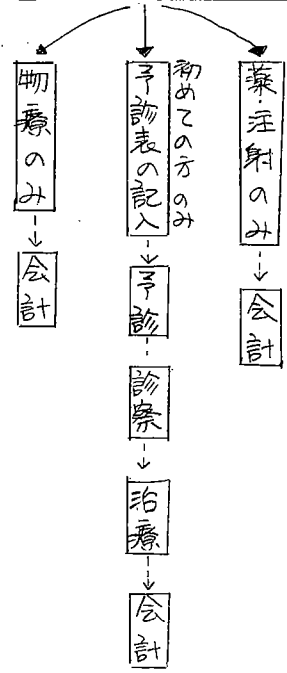 薬・注射のみ
会計
初めての方のみ
予診表の記入
予診
診察
治療
会計
物療のみ
会計